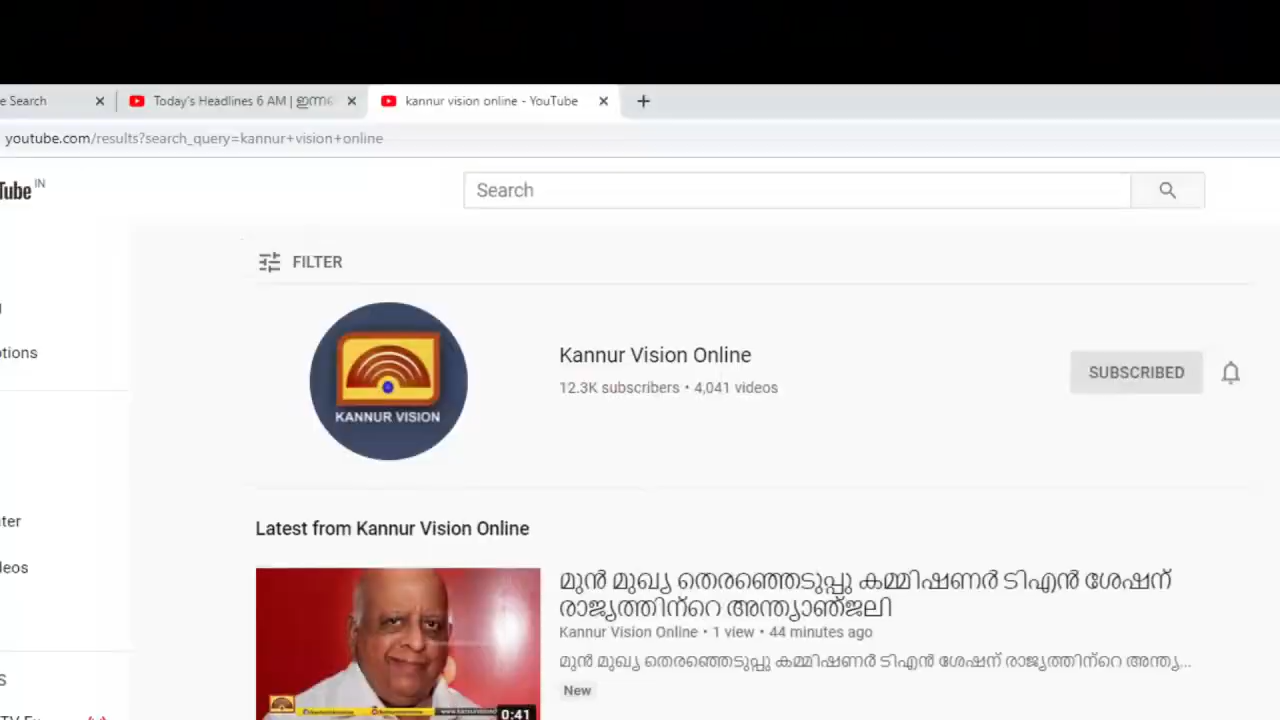 e Search
Today's Headlines 6 AM | ഇന്നത്
kannur vision online - YouTube
youtube.com/results?search_query=kannur+vision+online
Tube IN
Search
FILTER
otions
KANNUR VISION
Kannur Vision Online
12.3K subscribers • 4,041 videos
SUBSCRIBED
ter
Latest from Kannur Vision Online
eos
മുൻ മുഖ്യ തെരഞ്ഞെടുപ്പു കമ്മിഷണർ ടിഎൻ ശേഷന്
രാജ്യത്തിന്റെ അന്ത്യാഞ്ജലി
Kannur Vision Online • 1 view • 44 minutes ago
മുൻ മുഖ്യ തെരഞ്ഞെടുപ്പു കമ്മിഷണർ ടിഎൻ ശേഷന് രാജ്യത്തിന്റെ അന്ത്യ...
S
New
0:41